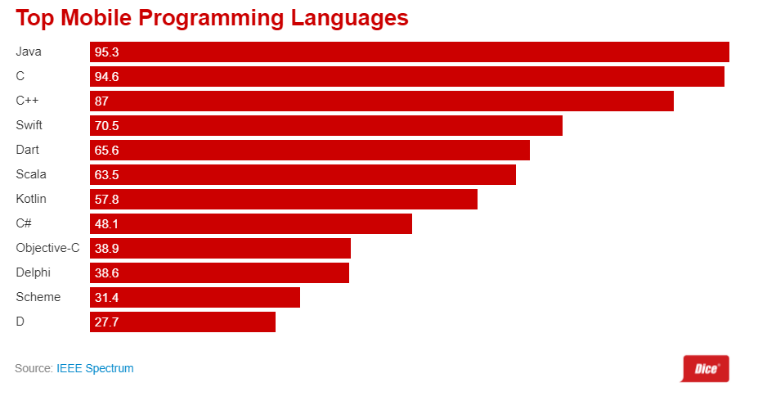 Top Mobile Programming Languages
Java 95.3
C 94.6
C++ 87
Swift 70.5
Dart 65.6
Scala 63.5
Kotlin 57.8
C# 48.1
Objective-C 38.9
Delphi 38.6
Scheme 31.4
D 27.7
Source: IEEE Spectrum
Dice